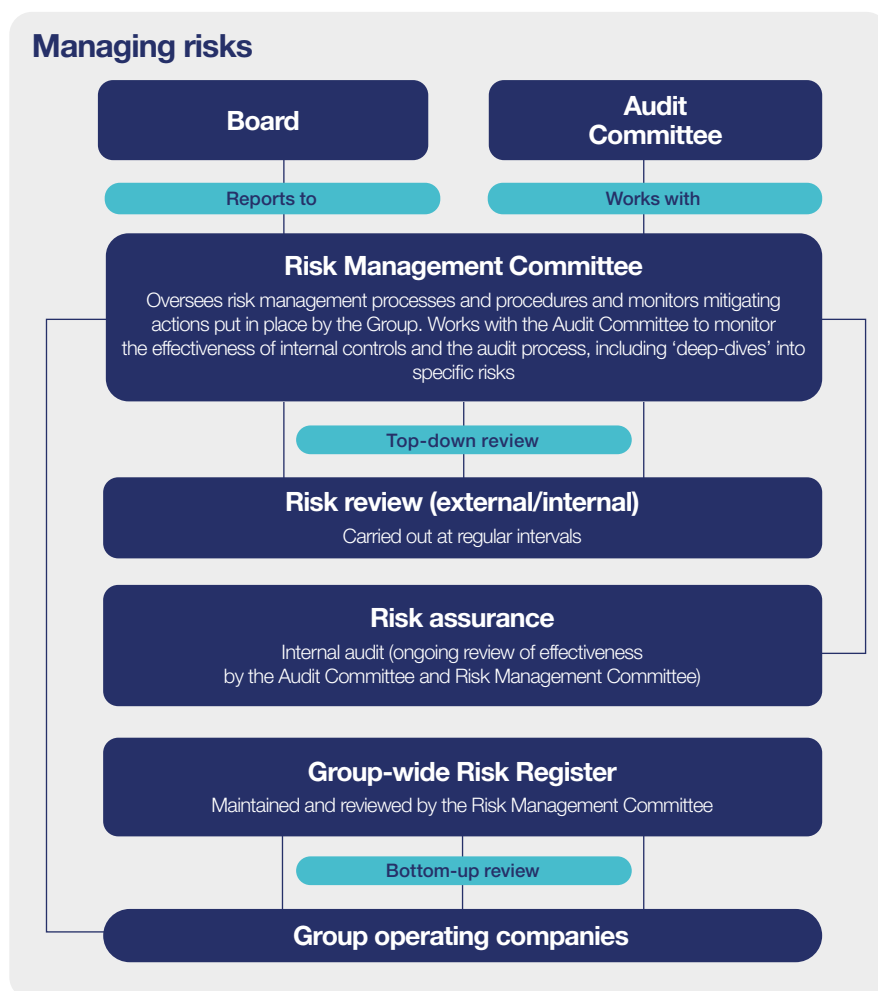 Managing risks
Board
Audit
Committee
Reports to
Works with
Risk Management Committee
Oversees risk management processes and procedures and monitors mitigating
actions put in place by the Group. Works with the Audit Committee to monitor
the effectiveness of internal controls and the audit process, including ‘deep-dives’ into
specific risks
Top-down review
Risk review (external/internal)
Carried out at regular intervals
Risk assurance
Internal audit (ongoing review of effectiveness
by the Audit Committee and Risk Management Committee)
Group-wide Risk Register
Maintained and reviewed by the Risk Management Committee
Bottom-up review
Group operating companies